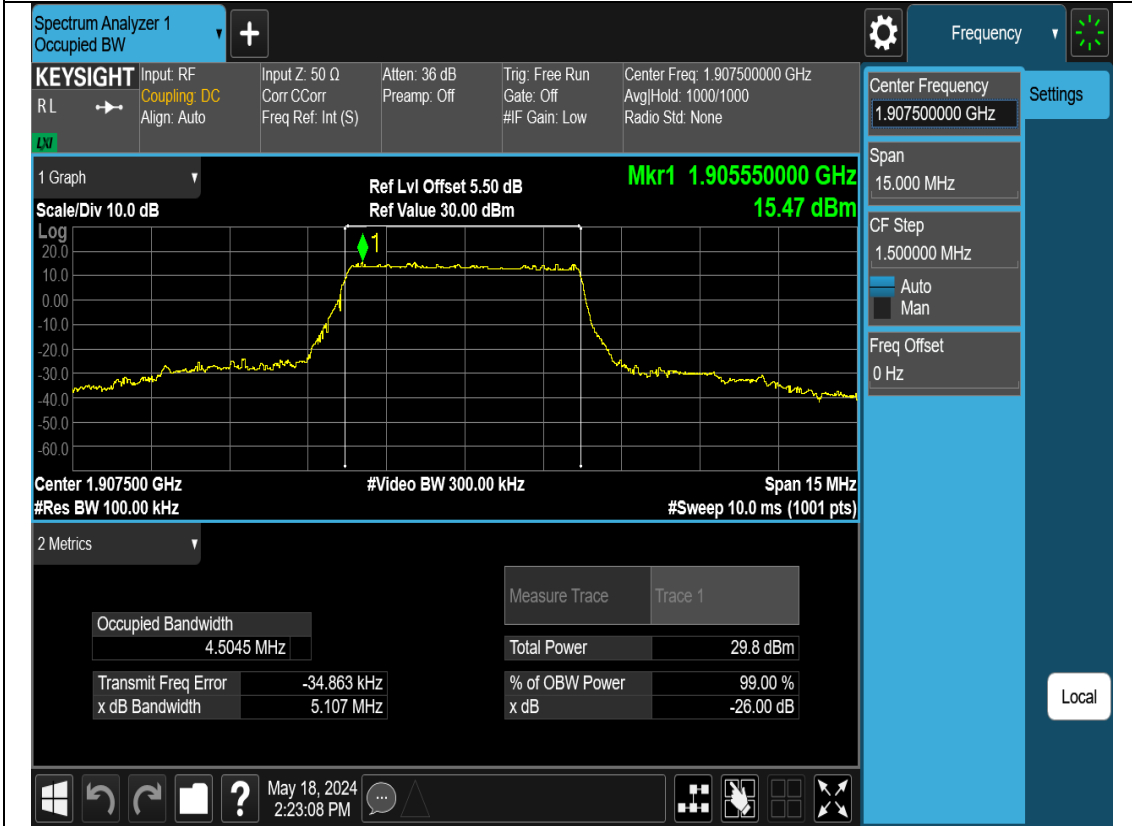 Spectrum Analyzer 1
Occupied BW
+
Frequency
KEYSIGHT
R L
LXI
Input: RF
Coupling: DC
Align: Auto
Input Z: 50 Ω
Corr CCorr
Freq Ref: Int (S)
Atten: 36 dB
Preamp: Off
Trig: Free Run
Gate: Off
#IF Gain: Low
Center Freq: 1.907500000 GHz
Avg|Hold: 1000/1000
Radio Std: None
Center Frequency
1.907500000 GHz
Settings
Span
15.000 MHz
CF Step
1.500000 MHz
Auto
Man
Freq Offset
0 Hz
Local
1 Graph
Scale/Div 10.0 dB
Ref Lvl Offset 5.50 dB
Ref Value 30.00 dBm
Mkr1 1.905550000 GHz
15.47 dBm
Log
20.0
10.0
0.00
-10.0
-20.0
-30.0
-40.0
-50.0
-60.0
1
Center 1.907500 GHz
#Res BW 100.00 kHz
#Video BW 300.00 kHz
Span 15 MHz
#Sweep 10.0 ms (1001 pts)
2 Metrics
Measure Trace Trace 1
Occupied Bandwidth
4.5045 MHz
Total Power 29.8 dBm
Transmit Freq Error -34.863 kHz
% of OBW Power 99.00 %
x dB Bandwidth 5.107 MHz
x dB -26.00 dB
?
May 18, 2024
2:23:08 PM